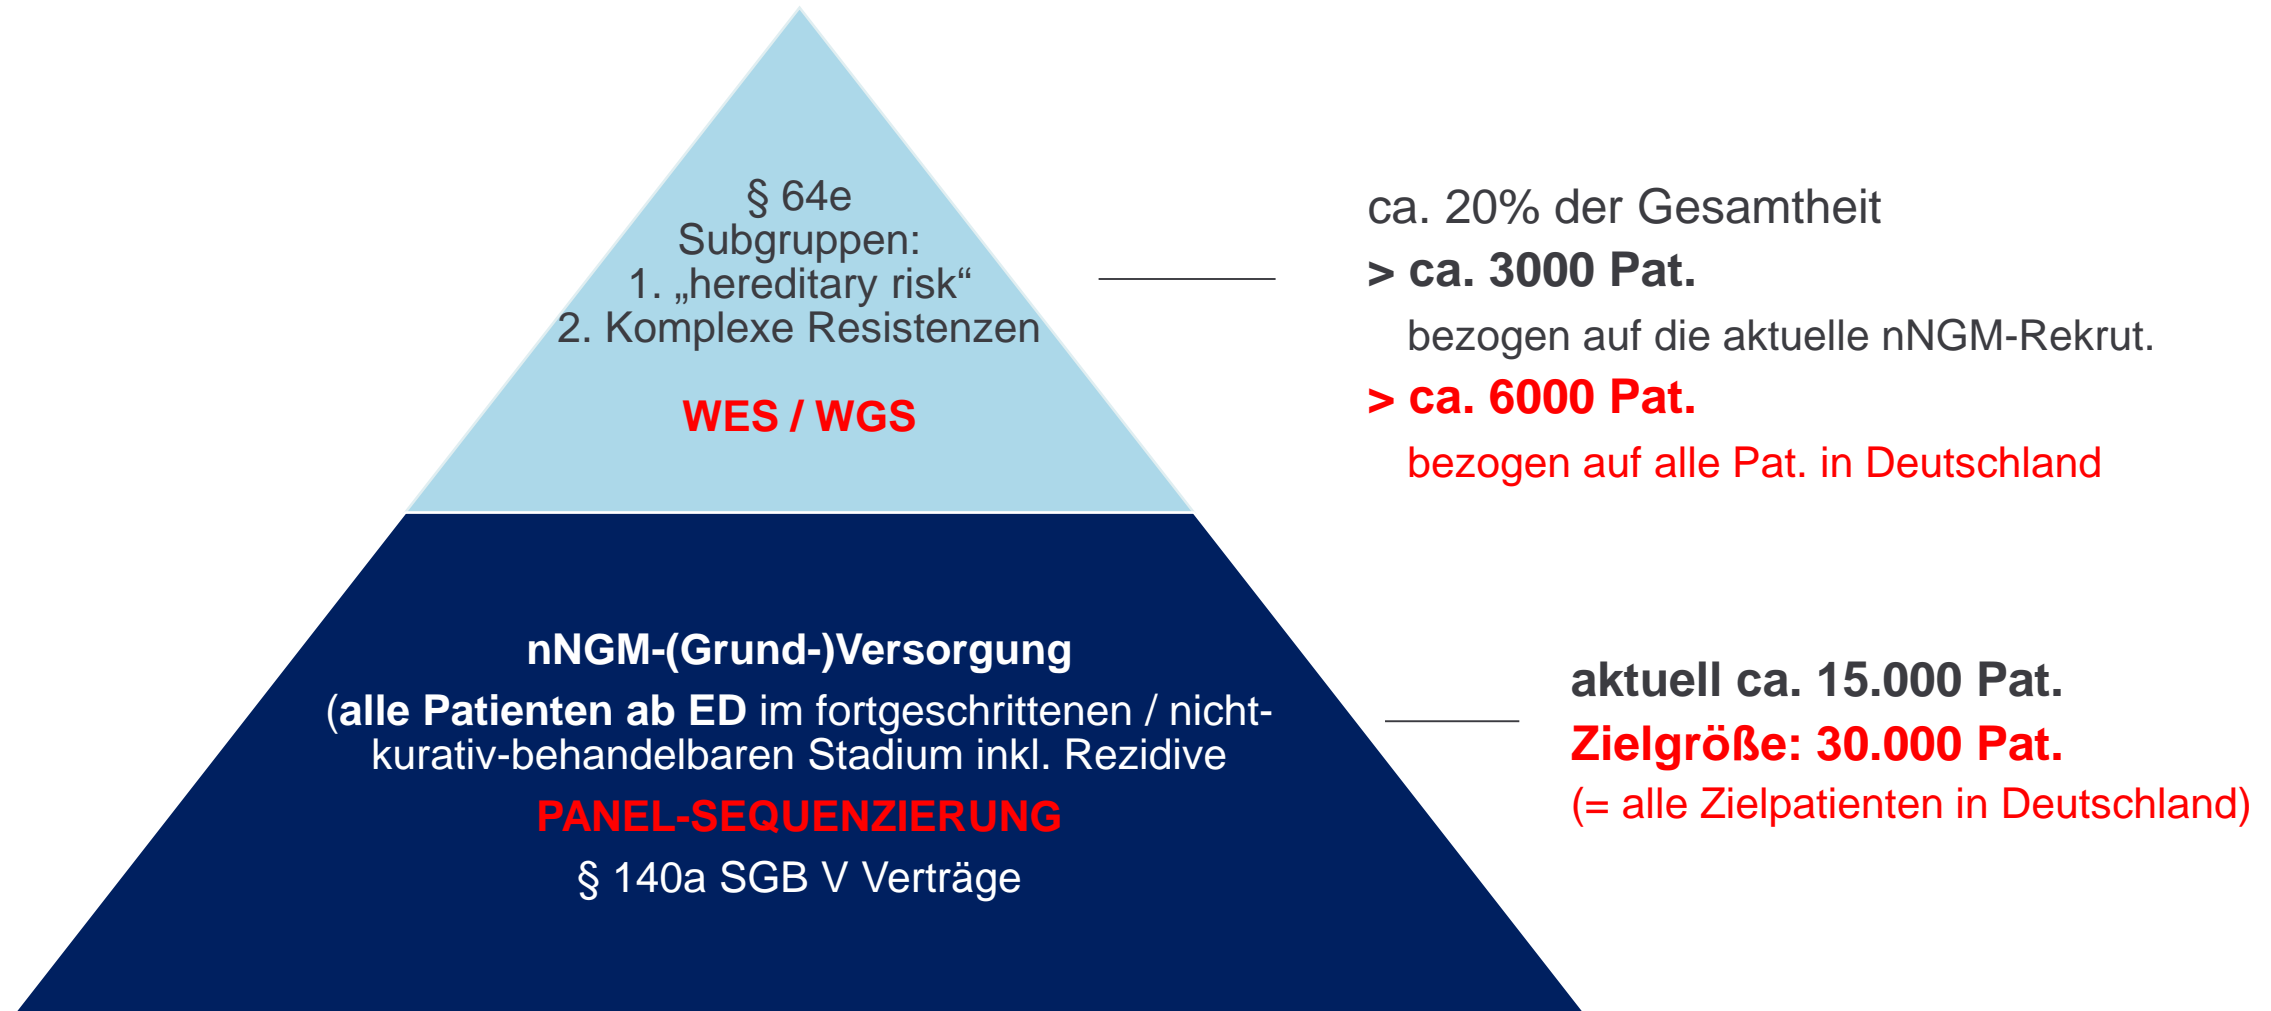 § 64e
Subgruppen:
1. „hereditary risk“
2. Komplexe Resistenzen
WES / WGS
ca. 20% der Gesamtheit
> ca. 3000 Pat.
bezogen auf die aktuelle nNGM-Rekrut.
> ca. 6000 Pat.
bezogen auf alle Pat. in Deutschland
nNGM-(Grund-)Versorgung
(alle Patienten ab ED im fortgeschrittenen / nicht-
kurativ-behandelbaren Stadium inkl. Rezidive
PANEL-SEQUENZIERUNG
§ 140a SGB V Verträge
aktuell ca. 15.000 Pat.
Zielgröße: 30.000 Pat.
(= alle Zielpatienten in Deutschland)